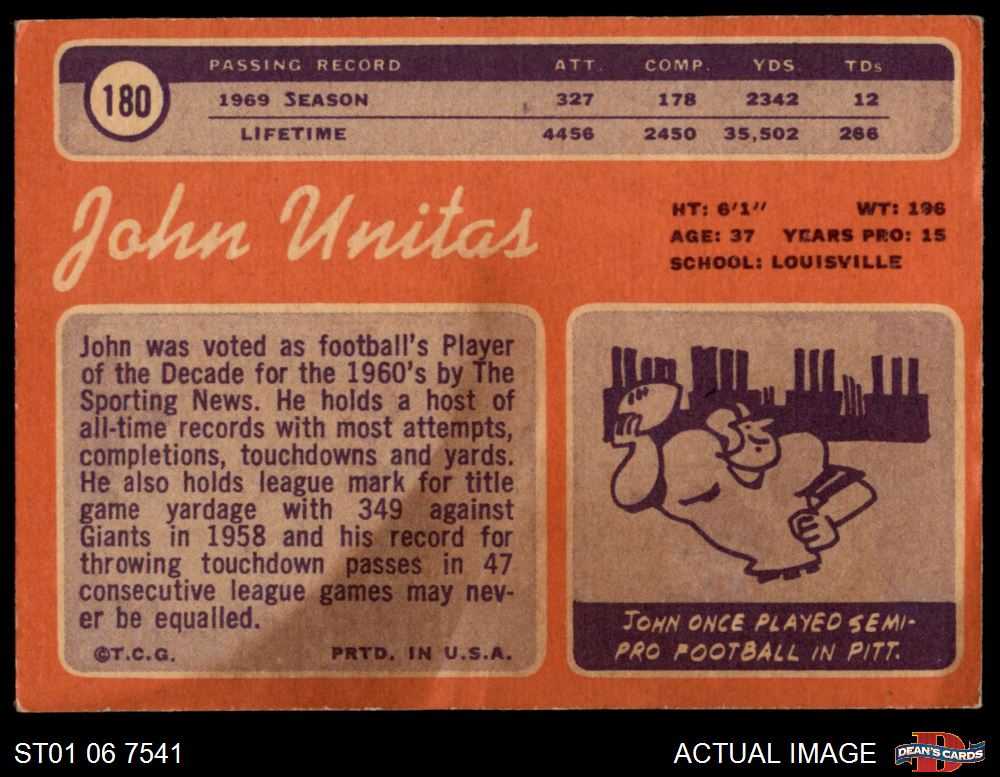 180
PASSING RECORD ATT. COMP. YDS. TDs
1969 SEASON 327 178 2342 12
LIFETIME 4456 2450 35,502 266
John Unitas
HT: 6'1" WT: 196
AGE: 37 YEARS PRO: 15
SCHOOL: LOUISVILLE
John was voted as football's Player
of the Decade for the 1960's by The
Sporting News. He holds a host of
all-time records with most attempts,
completions, touchdowns and yards.
He also holds league mark for title
game yardage with 349 against
Giants in 1958 and his record for
throwing touchdown passes in 47
consecutive league games may nev-
er be equalled.
©T.C.G. PRTD. IN U.S.A.
JOHN ONCE PLAYED SEMI-
PRO FOOTBALL IN PITT.
ST01 06 7541
ACTUAL IMAGE
D
DEAN'S CARDS